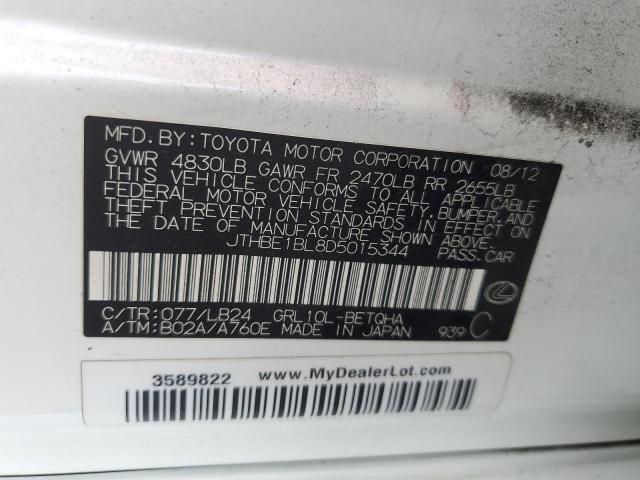 MFD. BY: TOYOTA MOTOR CORPORATION 08/12
GVWR 4830LB GAWR FR 2470LB RR 2655LB
THIS VEHICLE CONFORMS TO ALL APPLICABLE
FEDERAL MOTOR VEHICLE SAFETY, BUMPER, AND
THEFT PREVENTION STANDARDS IN EFFECT ON
THE DATE OF MANUFACTURE SHOWN ABOVE.
JTHBE1BL8D5015344 PASS. CAR
C/TR: 077/LB24 GRL10L-BETQHA
A/TM: B02A/A760E MADE IN JAPAN 939 C
3589822 www.MyDealerLot.com